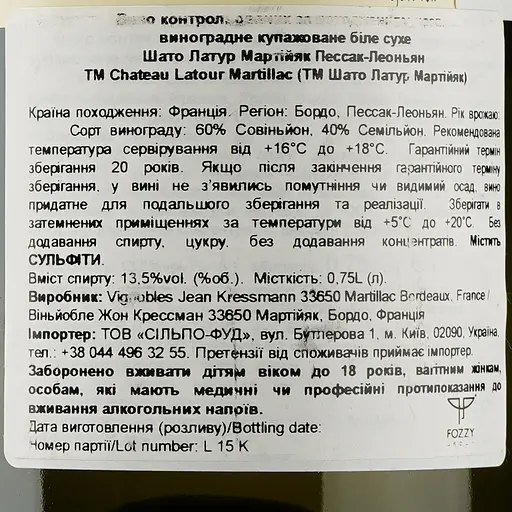 Вино контрольоване за походженням
виноградне купажоване біле сухе
Шато Латур Мартійяк Пессак-Леоньян
ТМ Chateau Latour Martillac (ТМ Шато Латур Мартійяк)
Країна походження: Франція. Регіон: Бордо, Пессак-Леоньян. Рік врожаю:
Сорт винограду: 60% Совіньйон, 40% Семільйон. Рекомендована
температура сервірування від +16°С до +18°С. Гарантійний термін
зберігання 20 років. Якщо після закінчення гарантійного терміну
зберігання, у вині не з'явились помутніння чи видимий осад, вино
придатне для подальшого зберігання та реалізації. Зберігати в
затемнених приміщеннях за температури від +5°С до +20°С. Без
додавання спирту, цукру, без додавання концентратів. Містить
СУЛЬФІТИ.
Вміст спирту: 13,5%vol. (%об.). Місткість: 0,75L (л).
Виробник: Vignobles Jean Kressmann 33650 Martillac Bordeaux, France /
Віньйобле Жон Крессман 33650 Мартійяк, Бордо, Франція
Імпортер: ТОВ «СІЛЬПО-ФУД», вул. Бутлерова 1, м. Київ, 02090, Україна,
тел.: +38 044 496 32 55. Претензії від споживачів приймає імпортер.
Заборонено вживати дітям віком до 18 років, вагітним жінкам,
особам, які мають медичні чи професійні протипоказання до
вживання алкогольних напоїв.
Дата виготовлення (розливу)/Bottling date:
Номер партії/Lot number: L 15 K
FOZZY